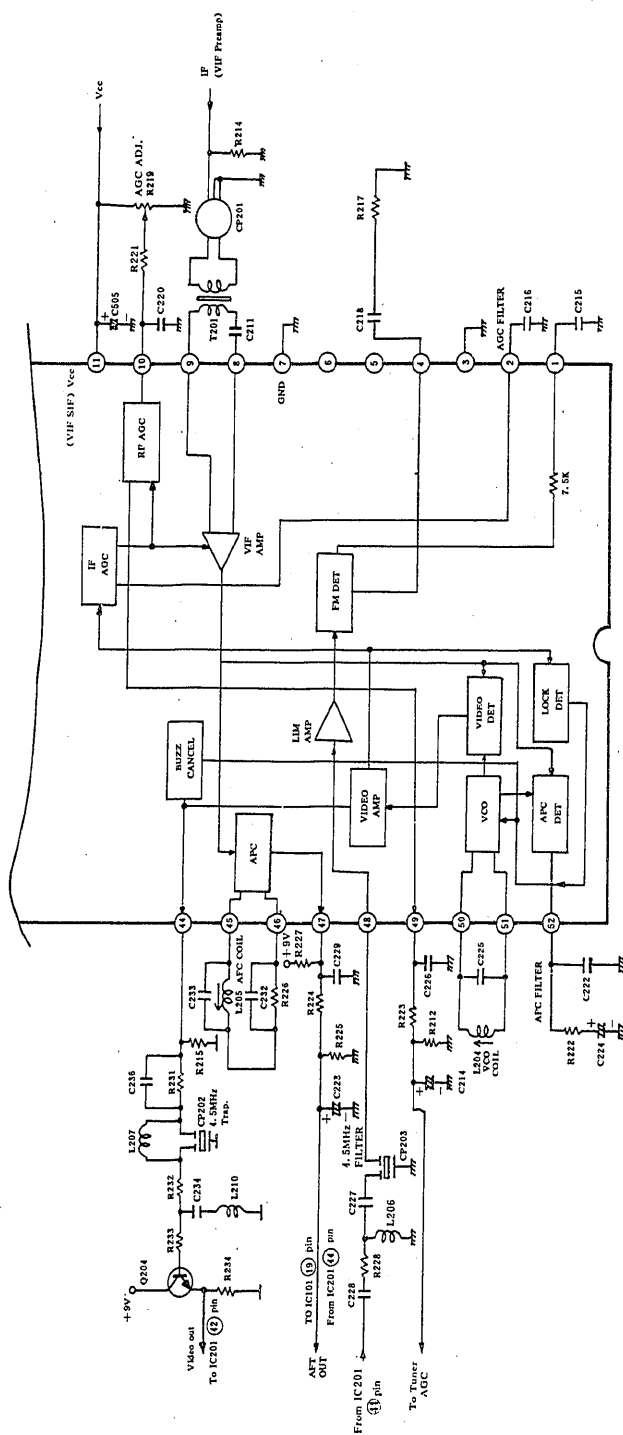 To Tuner
AGC
From IC201
pin
AFT
OUT
TO IC101 19 pin
From IC201 44 pin
Video out
To IC201 42 pin
+9V
Q204
R234
R233
C234
L210
R232
L207
CP202
4.5MHz
Trap.
C236
R231
R215
C228
R228
L206
C227
CP203
4.5MHz
FILTER
C223
R225
R224
C229
R227
+9V
R226
C232
L205
AFC COIL
C233
C214
R212
R223
C226
L204
VCO
COIL
C225
R222
C224
C222
APC FILTER
52
51
50
49
48
47
46
45
44
APC
DET
VCO
VIDEO
AMP
APC
BUZZ
CANCEL
LOCK
DET
VIDEO
DET
LIM
AMP
FM DET
VIF
AMP
IF
AGC
RF AGC
7.5K
GND
(VIF SIF) Vcc
1
2
3
4
5
6
7
8
9
10
11
C215
C216
AGC FILTER
C218
R217
C211
T201
C220
C505
R221
AGC ADJ.
R219
CP201
R214
IF
(VIF Preamp)
Vcc